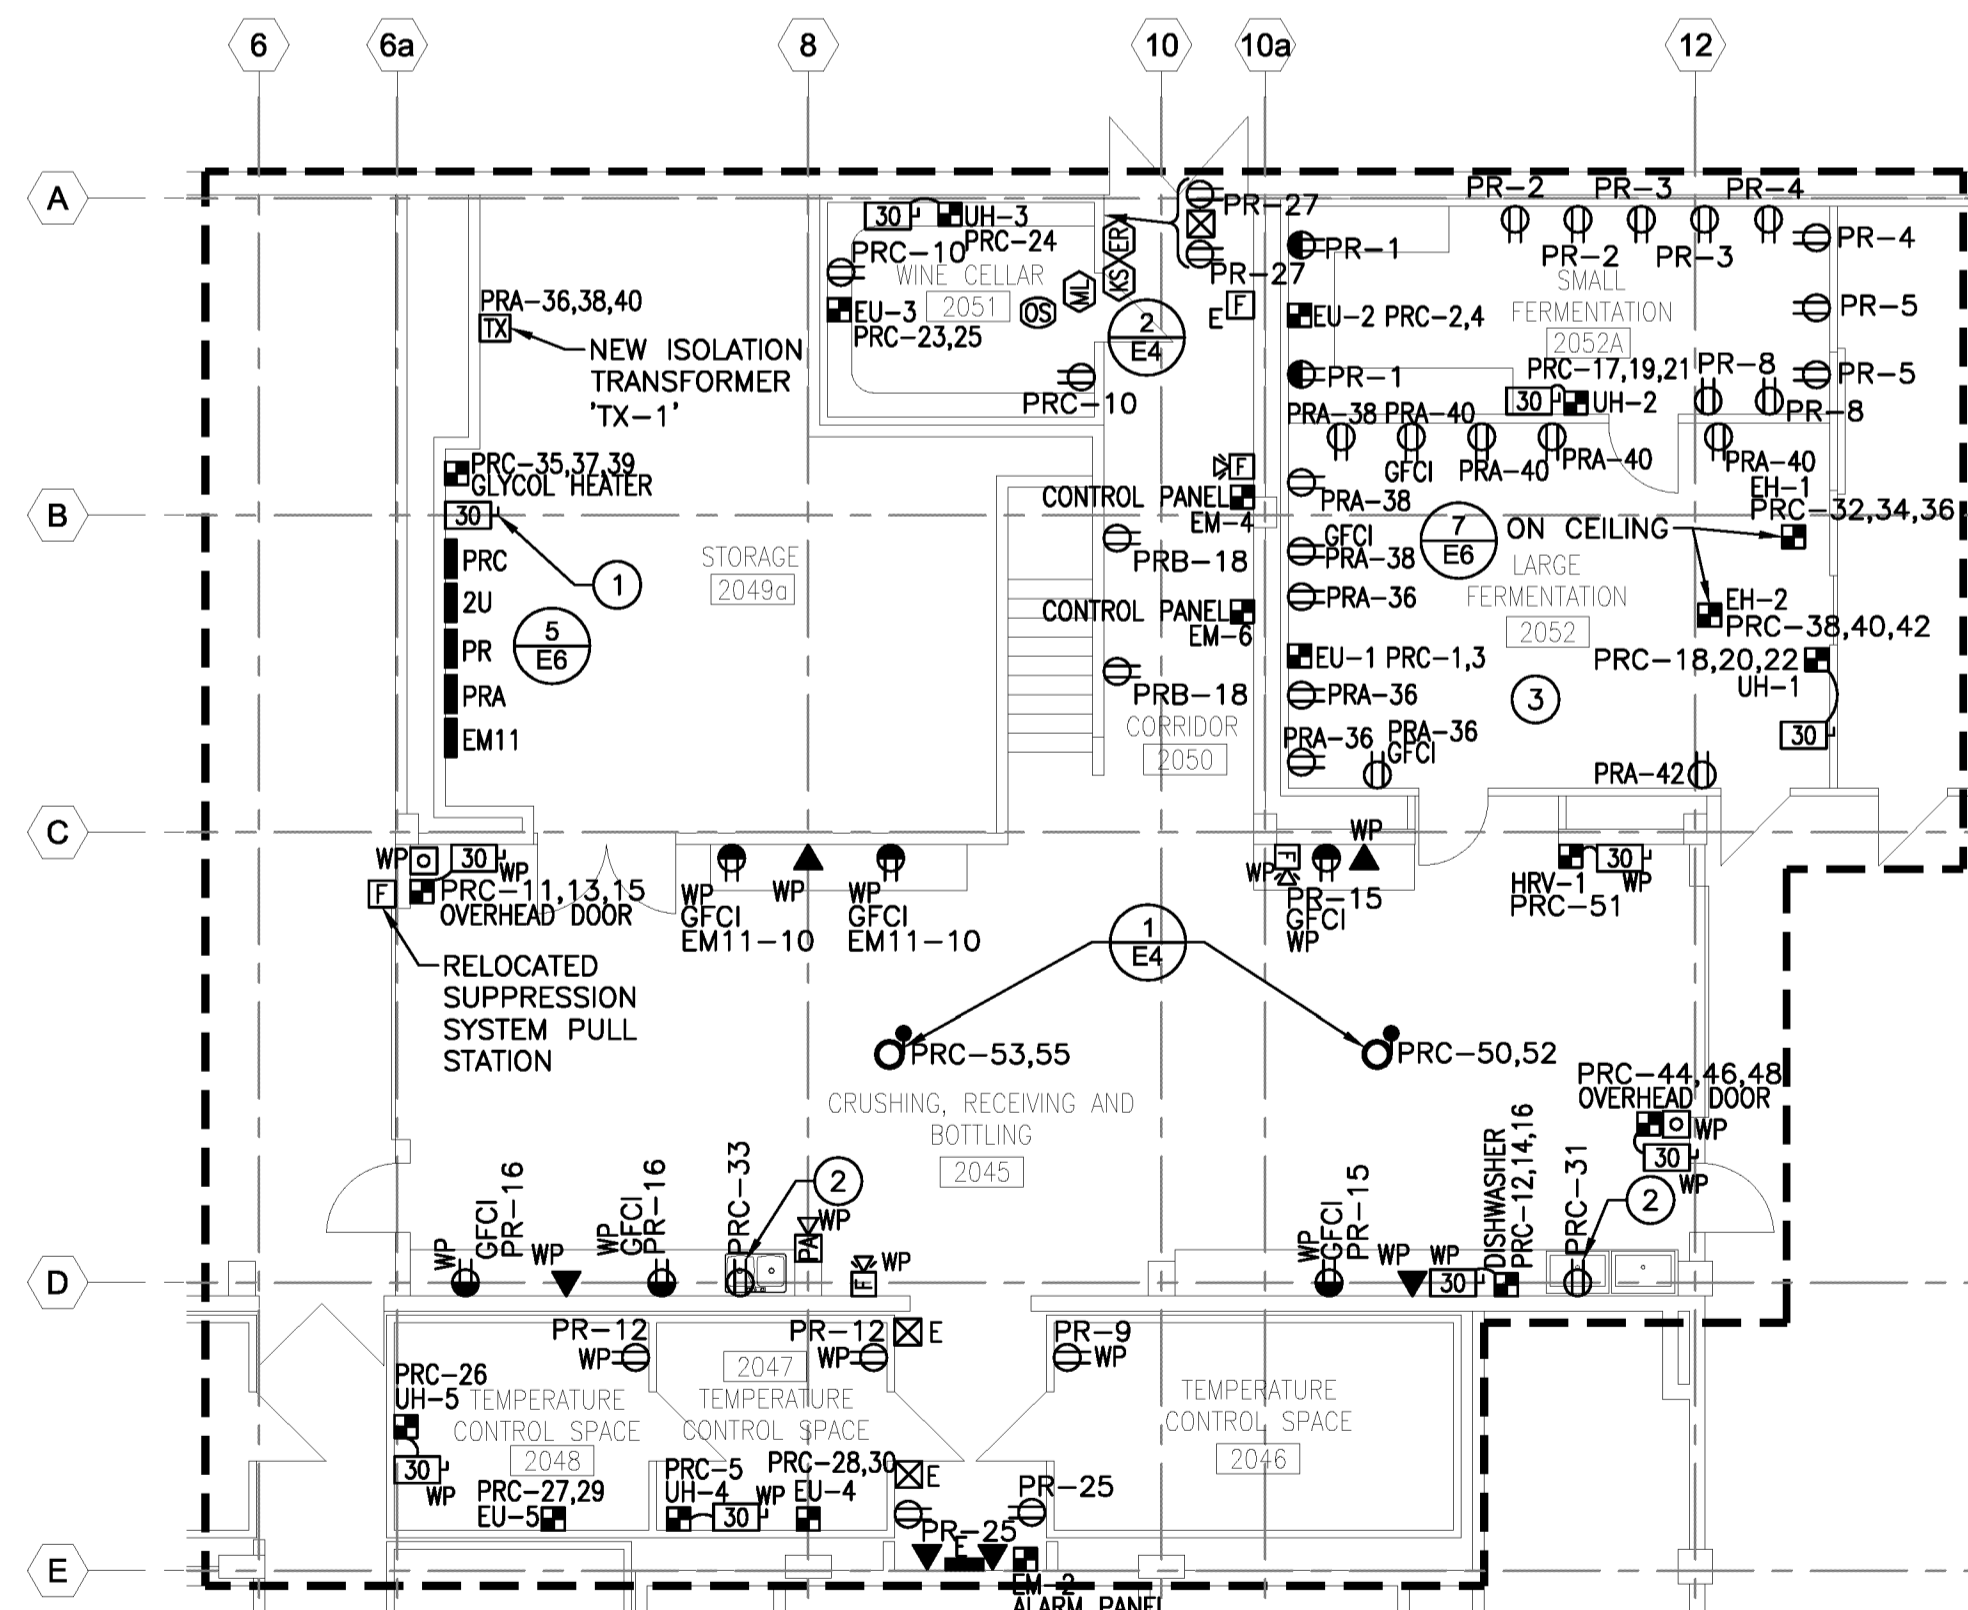 6
6a
8
10
10a
12
A
B
C
D
E
PR-27
PR-27
E
F
30
UH-3
PRC-24
PRC-10
WINE CELLAR
2051
EU-3
PRC-23,25
OS
ML
KS
ER
2
E4
PRC-10
PRA-36,38,40
TX
NEW ISOLATION
TRANSFORMER
'TX-1'
PRC-35,37,39
GLYCOL HEATER
30
1
PRC
2U
PR
PRA
EM11
5
E6
STORAGE
2049a
F
CONTROL PANEL
EM-4
PRB-18
CONTROL PANEL
EM-6
PRB-18
CORRIDOR
2050
PR-2
PR-3
PR-4
PR-1
PR-2
PR-3
PR-4
SMALL
FERMENTATION
2052A
EU-2 PRC-2,4
PR-5
PR-1
PRC-17,19,21
PR-8
PR-5
30
UH-2
PR-8
PRA-38 PRA-40
GFCI
PRA-40
PRA-40
PRA-40
PRA-38
EH-1
PRC-32,34,36
7
E6
ON CEILING
GFCI
PRA-38
LARGE
FERMENTATION
2052
PRA-36
EH-2
PRC-38,40,42
EU-1 PRC-1,3
PRC-18,20,22
UH-1
PRA-36
3
30
PRA-36
PRA-36
GFCI
PRA-42
WP
30
WP
F
PRC-11,13,15
OVERHEAD DOOR
RELOCATED
SUPPRESSION
SYSTEM PULL
STATION
WP
GFCI
EM11-10
WP
WP
GFCI
EM11-10
WP
F
WP
PR-15
GFCI
WP
30
WP
HRV-1
PRC-51
1
E4
PRC-53,55
PRC-50,52
CRUSHING, RECEIVING AND
BOTTLING
2045
PRC-44,46,48
OVERHEAD DOOR
WP
30
WP
WP
GFCI
PR-16
WP
WP
GFCI
PR-16
PRC-33
2
PA
WP
F
WP
WP
GFCI
PR-15
WP
WP
30
DISHWASHER
PRC-12,14,16
PRC-31
2
PR-12
WP
PR-12
WP
E
PR-9
WP
2047
PRC-26
UH-5
TEMPERATURE
CONTROL SPACE
2048
30
WP
PRC-27,29
EU-5
TEMPERATURE
CONTROL SPACE
PRC-5
UH-4
30
WP
PRC-28,30
EU-4
E
TEMPERATURE
CONTROL SPACE
2046
PR-25
PR-25
E
EM-2
ALARM PANEL